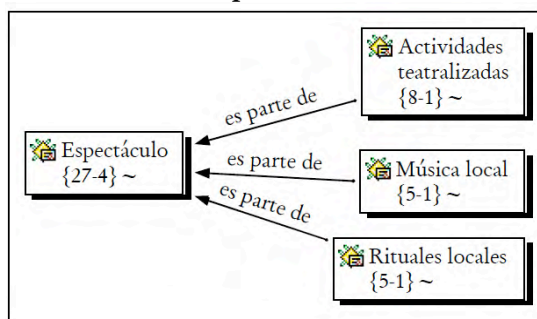 Actividades
teatralizadas
{8-1} ~
es parte de
Espectáculo
{27-4} ~
es parte de
Música local
{5-1} ~
es parte de
Rituales locales
{5-1} ~